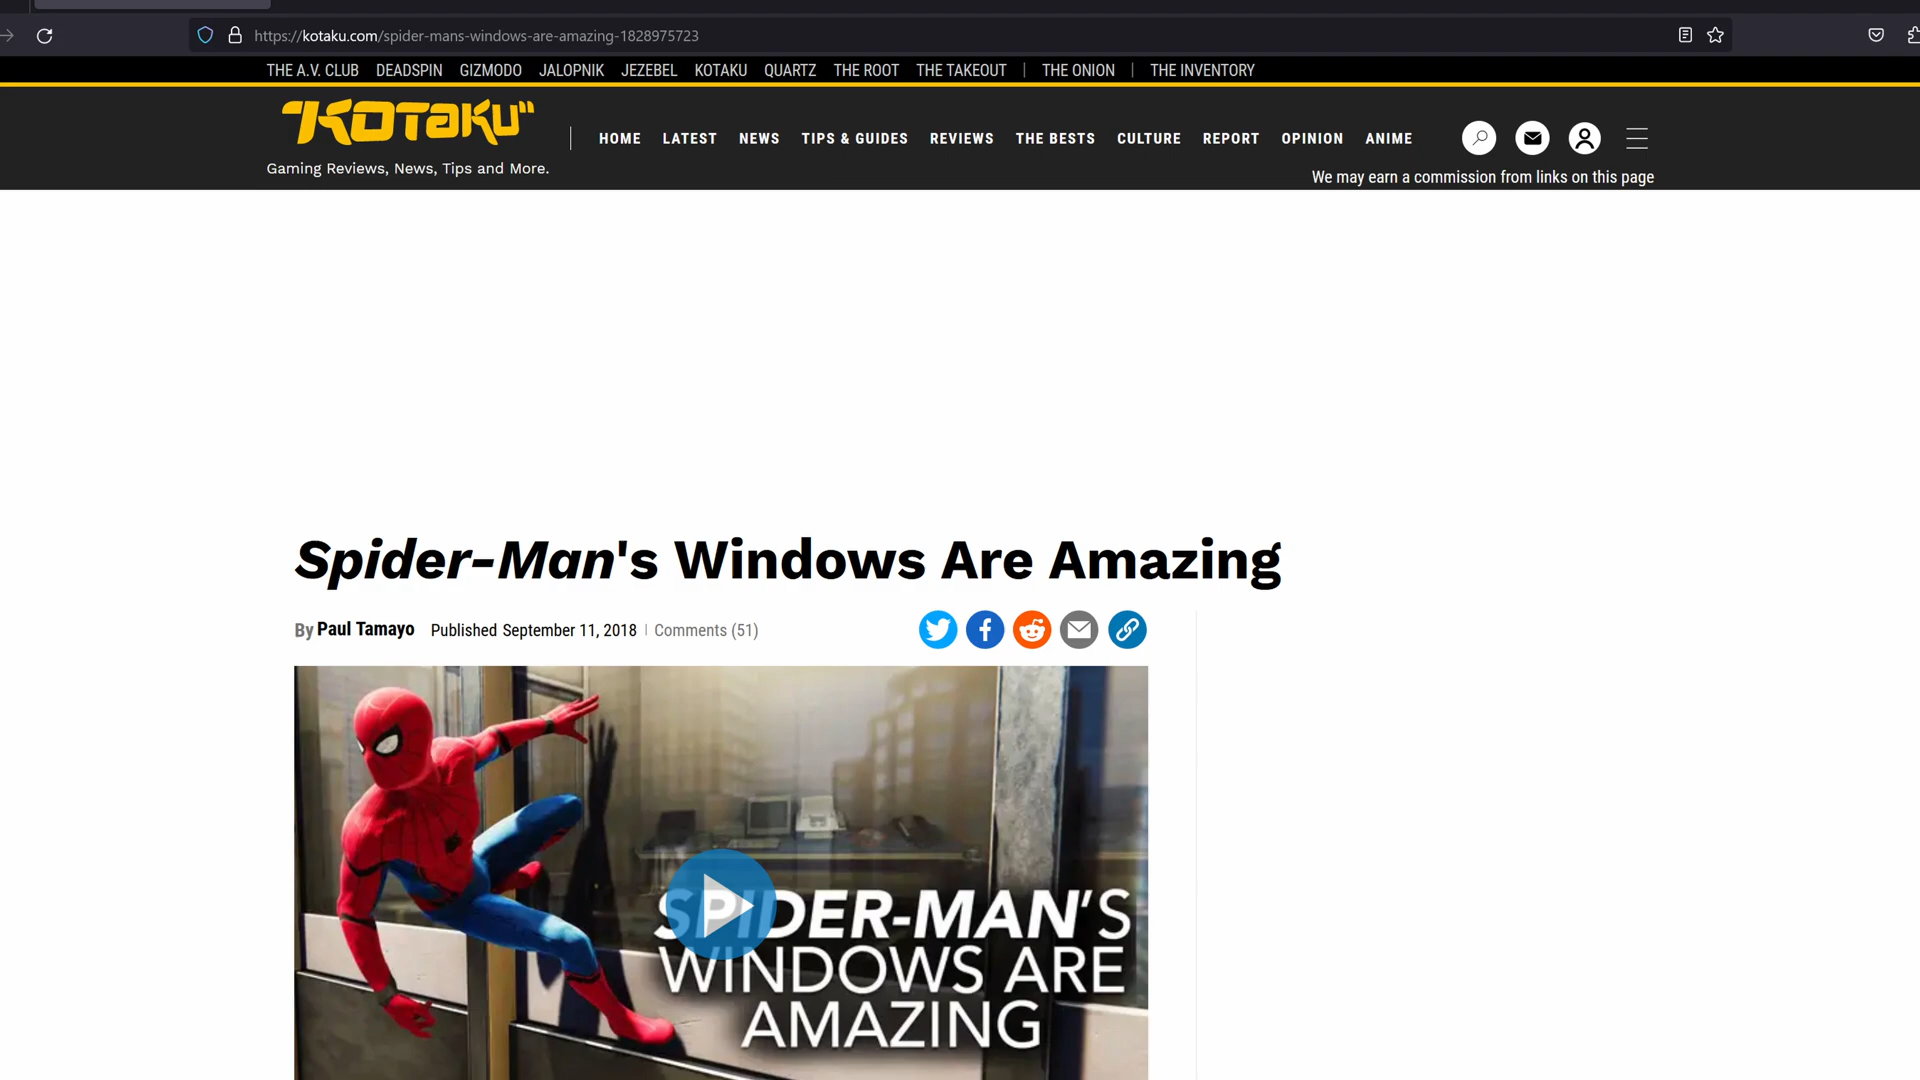 https://kotaku.com/spider-mans-windows-are-amazing-1828975723
THE A.V. CLUB DEADSPIN GIZMODO JALOPNIK JEZEBEL KOTAKU QUARTZ THE ROOT THE TAKEOUT | THE ONION | THE INVENTORY
"KOTAKU"
HOME LATEST NEWS TIPS & GUIDES REVIEWS THE BESTS CULTURE REPORT OPINION ANIME
Gaming Reviews, News, Tips and More.
We may earn a commission from links on this page
Spider-Man's Windows Are Amazing
By Paul Tamayo Published September 11, 2018 | Comments (51)
SPIDER-MAN'S
WINDOWS ARE
AMAZING